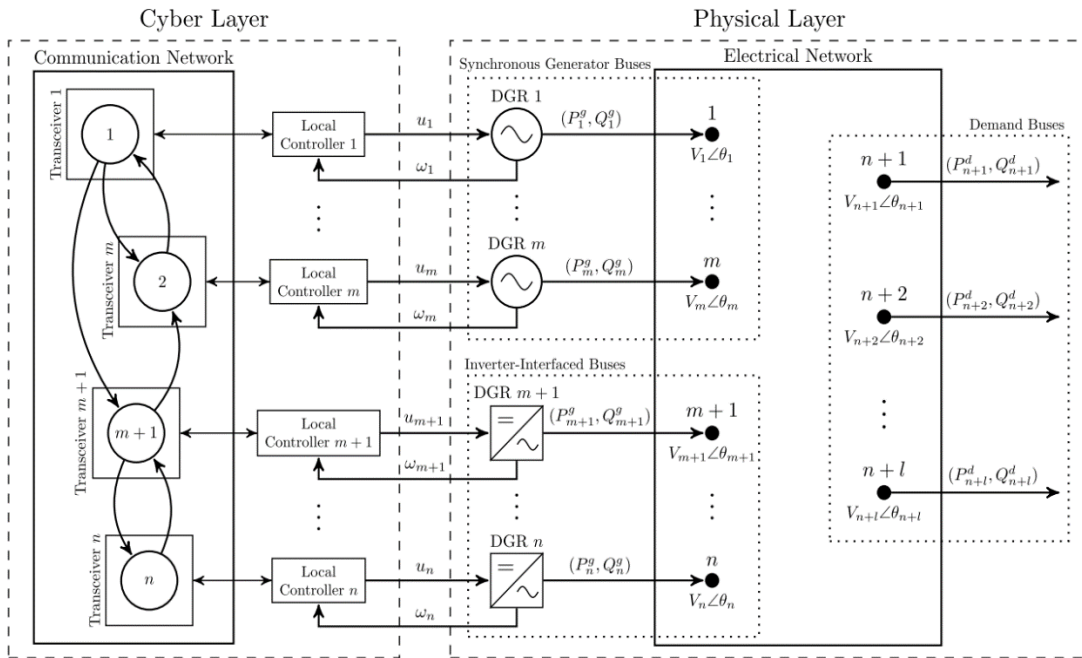 Cyber Layer
Physical Layer
Communication Network
Electrical Network
Synchronous Generator Buses
Demand Buses
Transceiver 1
1
Local
Controller 1
u_1
ω_1
DGR 1
(P_1^g, Q_1^g)
1
V_1∠θ_1
n + 1
V_{n+1}∠θ_{n+1}
(P_{n+1}^d, Q_{n+1}^d)
Transceiver m
2
Local
Controller m
u_m
ω_m
DGR m
(P_m^g, Q_m^g)
m
V_m∠θ_m
n + 2
V_{n+2}∠θ_{n+2}
(P_{n+2}^d, Q_{n+2}^d)
Inverter-Interfaced Buses
Transceiver m + 1
m + 1
Local
Controller m + 1
u_{m+1}
ω_{m+1}
DGR m + 1
=
(P_{m+1}^g, Q_{m+1}^g)
m + 1
V_{m+1}∠θ_{m+1}
n + l
V_{n+l}∠θ_{n+l}
(P_{n+l}^d, Q_{n+l}^d)
Transceiver n
n
Local
Controller n
u_n
ω_n
DGR n
=
(P_n^g, Q_n^g)
n
V_n∠θ_n